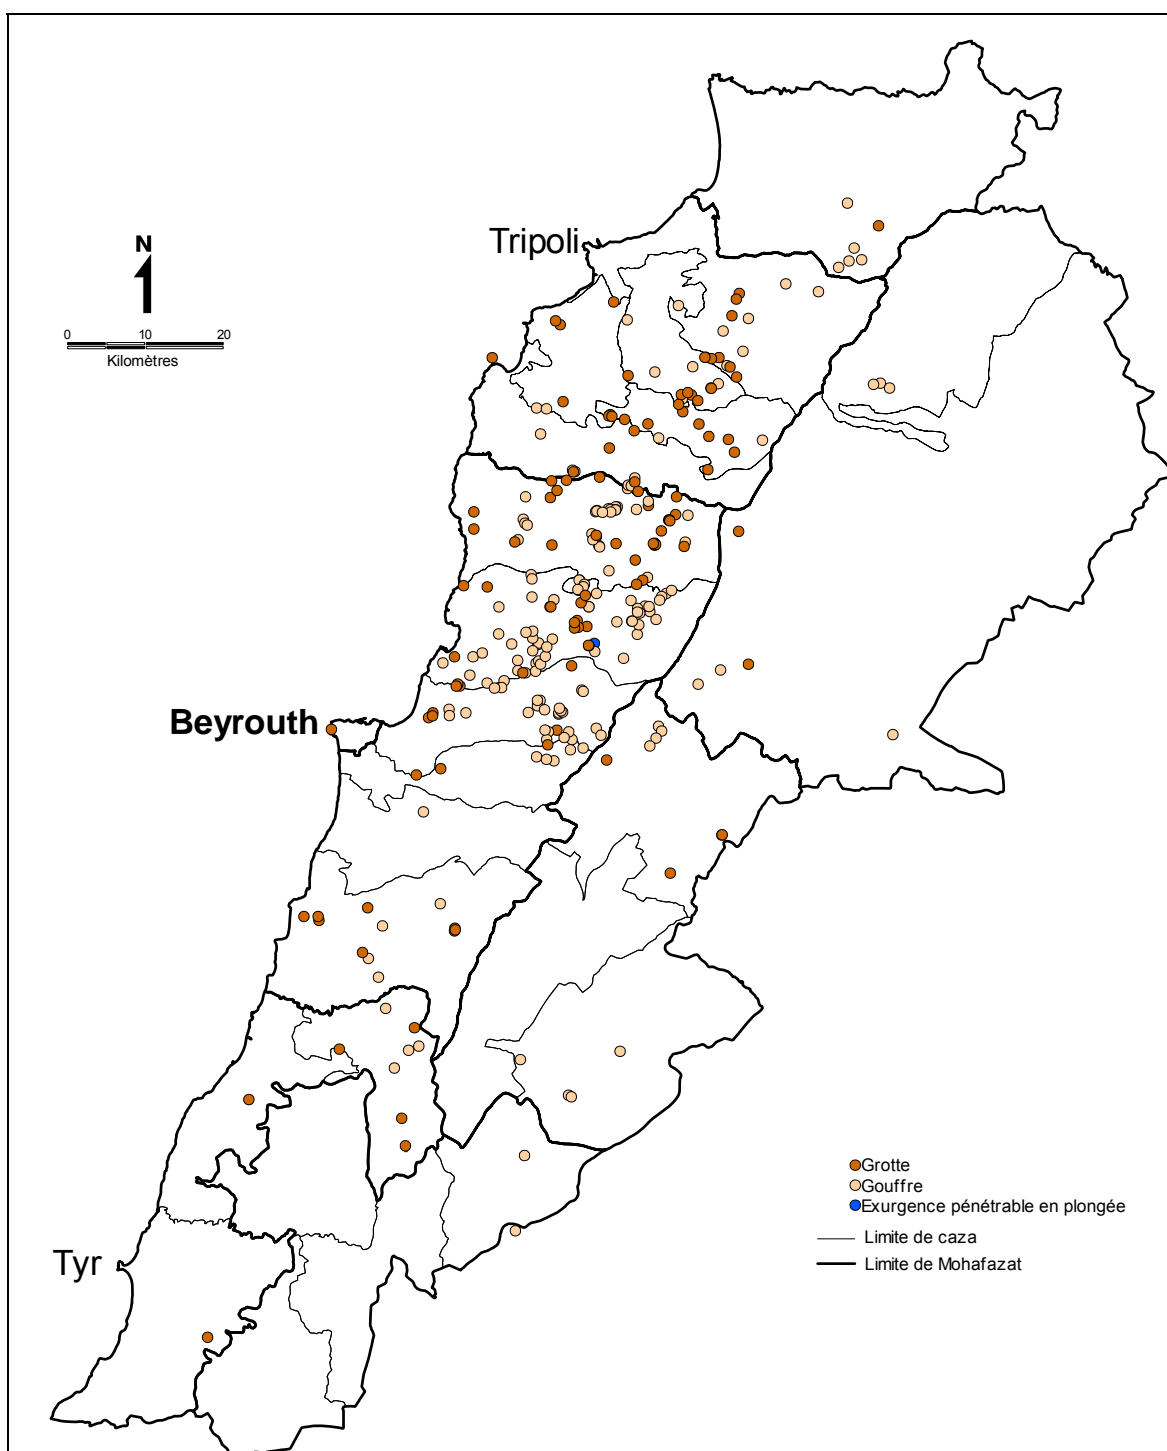 Tripoli
N
0 10 20
Kilomètres
Beyrouth
Grotte
Gouffre
Exurgence pénétrable en plongée
Limite de caza
Limite de Mohafazat
Tyr